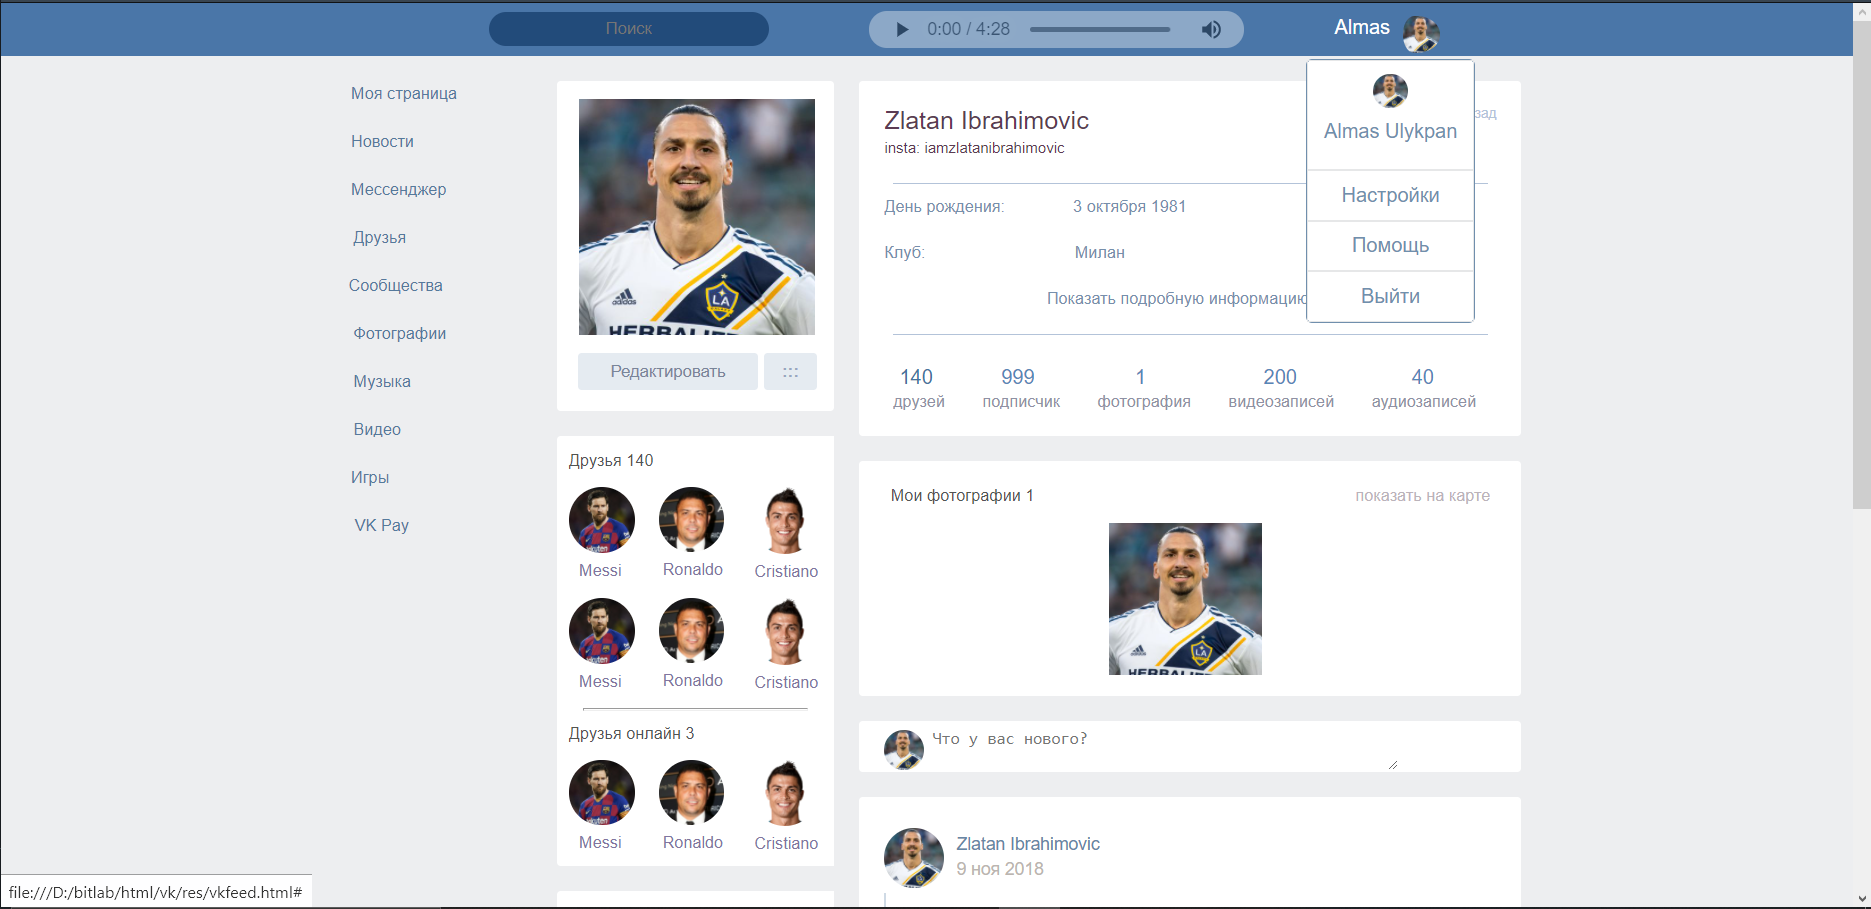 Поиск
0:00 / 4:28
Almas
Almas Ulykpan
Настройки
Помощь
Выйти
Моя страница
Новости
Мессенджер
Друзья
Сообщества
Фотографии
Музыка
Видео
Игры
VK Pay
adidas
LA
Редактировать
:::
Друзья 140
Messi
Ronaldo
Cristiano
Messi
Ronaldo
Cristiano
Друзья онлайн 3
Messi
Ronaldo
Cristiano
Zlatan Ibrahimovic
зад
insta: iamzlatanibrahimovic
День рождения: 3 октября 1981
Клуб: Милан
Показать подробную информацию
140 999 1 200 40
друзей подписчик фотография видеозаписей аудиозаписей
Мои фотографии 1 показать на карте
LA
Что у вас нового?
Zlatan Ibrahimovic
9 ноя 2018
file:///D:/bitlab/html/vk/res/vkfeed.html#